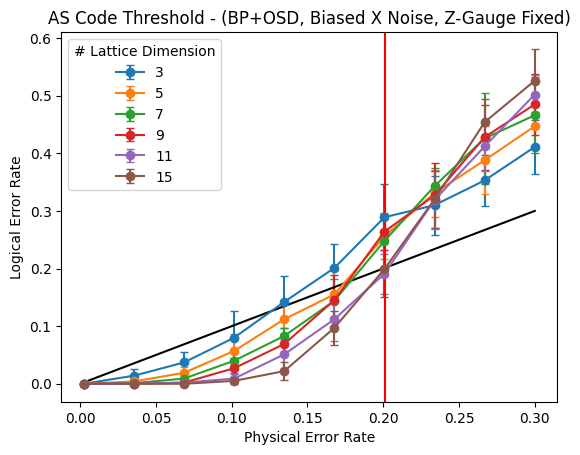 AS Code Threshold - (BP+OSD, Biased X Noise, Z-Gauge Fixed)
# Lattice Dimension
3
5
7
9
11
15
Logical Error Rate
0.6
0.5
0.4
0.3
0.2
0.1
0.0
0.00 0.05 0.10 0.15 0.20 0.25 0.30
Physical Error Rate